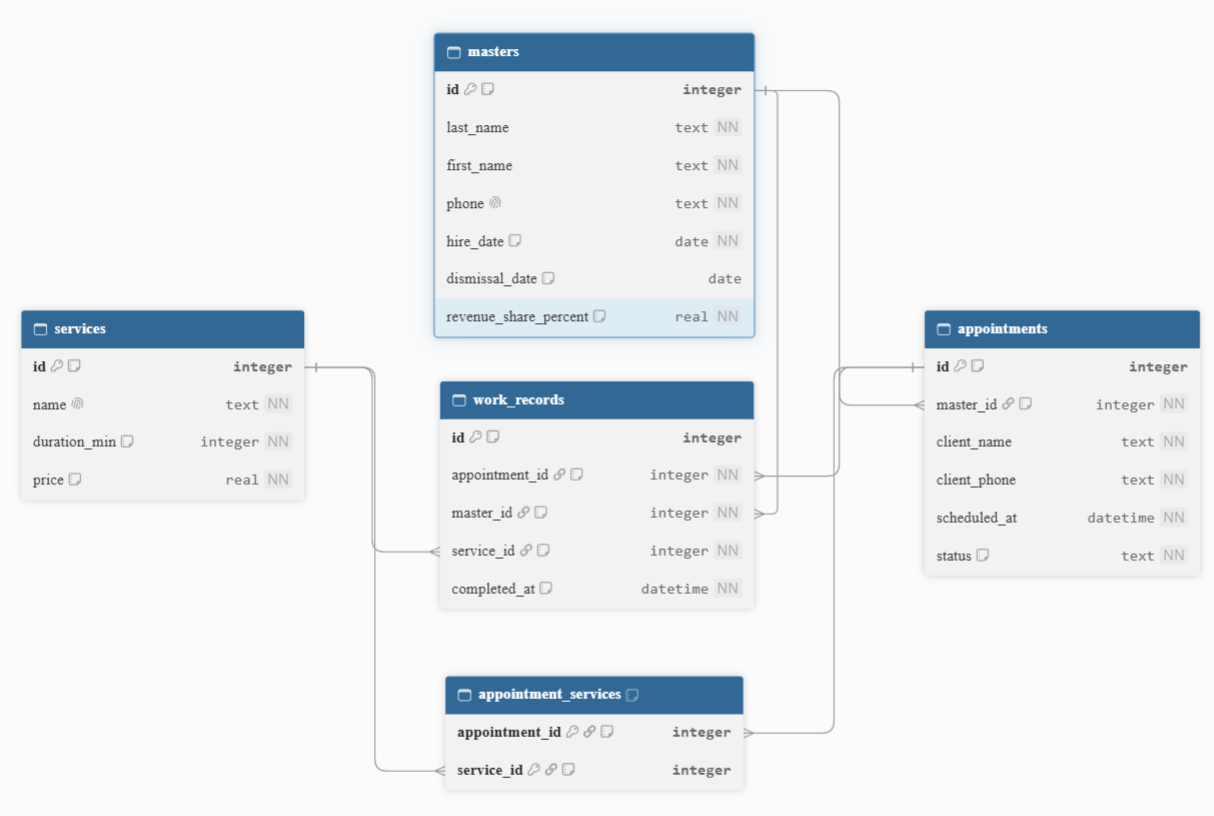 masters
id integer
last_name text NN
first_name text NN
phone text NN
hire_date date NN
dismissal_date date
revenue_share_percent real NN
services
id integer
name text NN
duration_min integer NN
price real NN
work_records
id integer
appointment_id integer NN
master_id integer NN
service_id integer NN
completed_at datetime NN
appointments
id integer
master_id integer NN
client_name text NN
client_phone text NN
scheduled_at datetime NN
status text NN
appointment_services
appointment_id integer
service_id integer